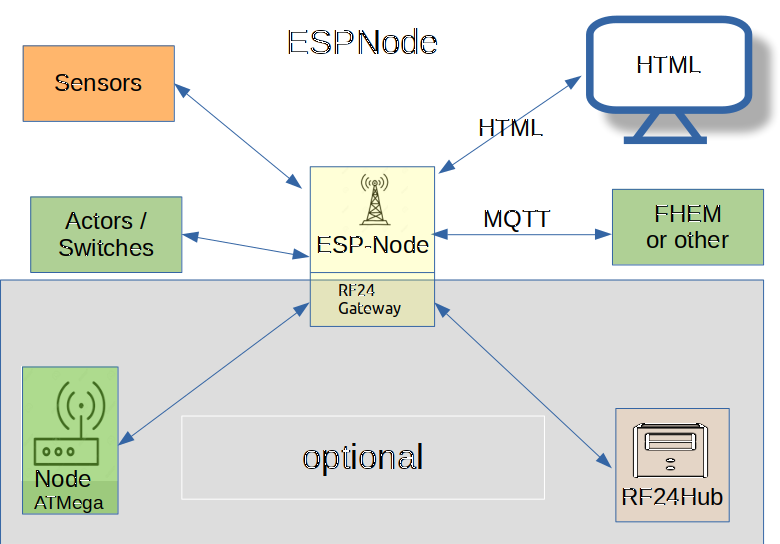 ESPNode
HTML
Sensors
HTML
Actors /
Switches
ESP-Node
MQTT
FHEM
or other
RF24
Gateway
Node
ATMega
optional
RF24Hub